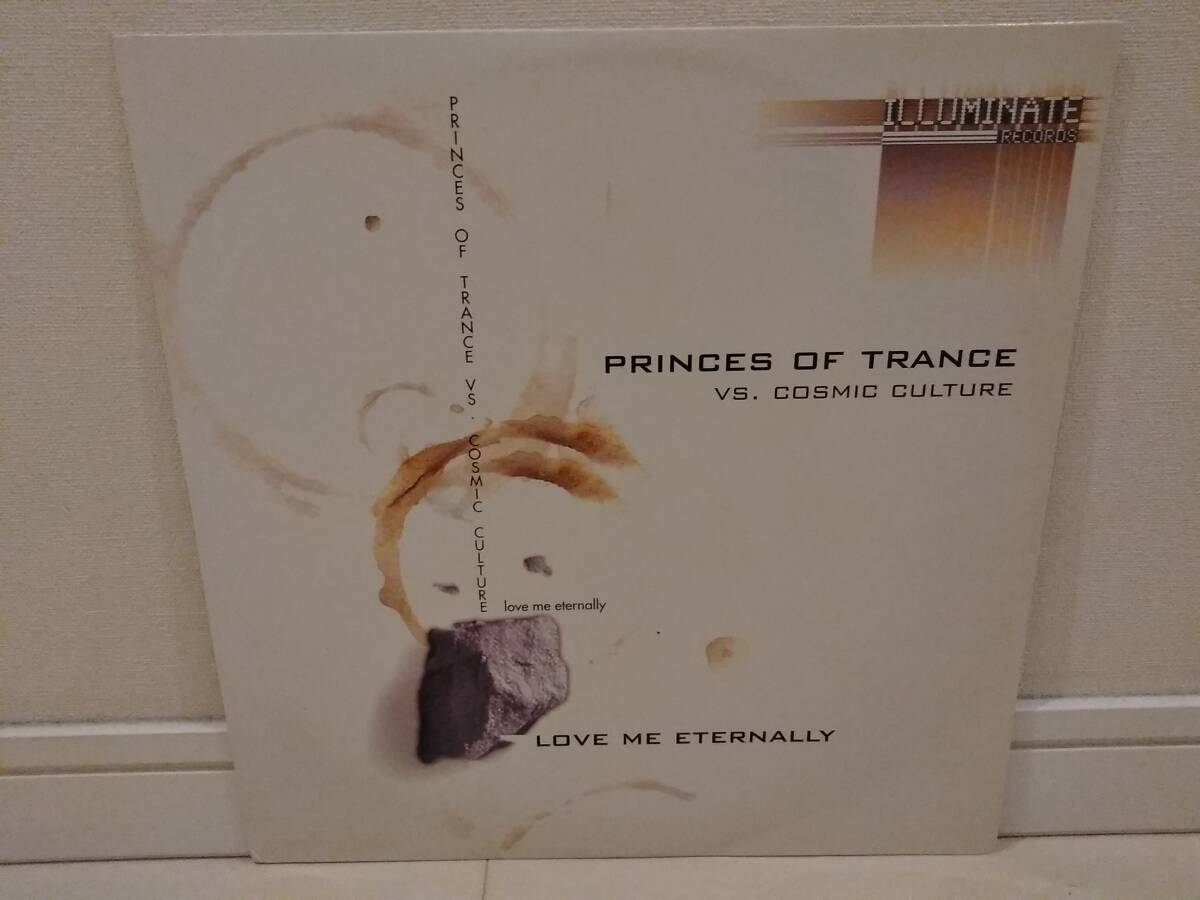 ILLUMINATE
RECORDS
PRINCES OF TRANCE VS. COSMIC CULTURE
PRINCES OF TRANCE
VS. COSMIC CULTURE
love me eternally
LOVE ME ETERNALLY